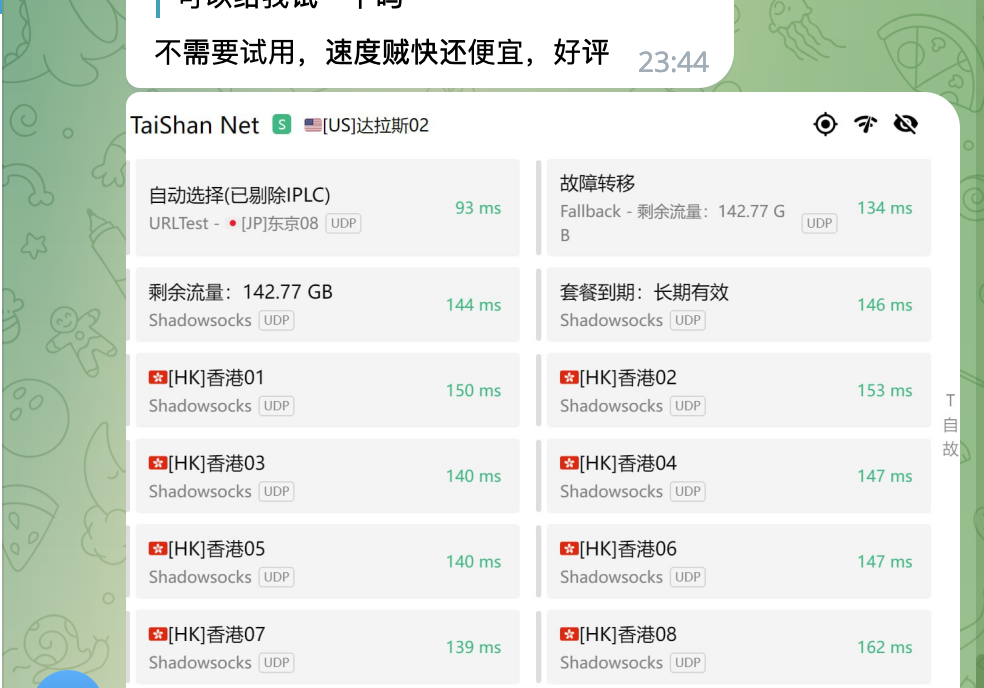 可以给我试一下吗
不需要试用，速度贼快还便宜，好评
23:44
TaiShan Net S [US]达拉斯02
自动选择(已剔除IPLC)
URLTest - [JP]东京08 UDP
93 ms
故障转移
Fallback - 剩余流量：142.77 G
B
UDP
134 ms
剩余流量：142.77 GB
Shadowsocks UDP
144 ms
套餐到期：长期有效
Shadowsocks UDP
146 ms
[HK]香港01
Shadowsocks UDP
150 ms
[HK]香港02
Shadowsocks UDP
153 ms
[HK]香港03
Shadowsocks UDP
140 ms
[HK]香港04
Shadowsocks UDP
147 ms
[HK]香港05
Shadowsocks UDP
140 ms
[HK]香港06
Shadowsocks UDP
147 ms
[HK]香港07
Shadowsocks UDP
139 ms
[HK]香港08
Shadowsocks UDP
162 ms
T
自
故